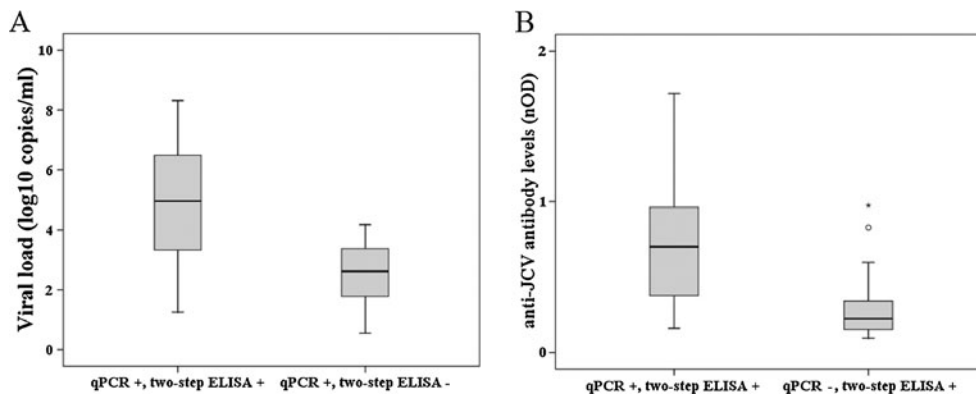 A
Viral load (log10 copies/ml)
10
8
6
4
2
0
qPCR +, two-step ELISA +
qPCR +, two-step ELISA -
B
anti-JCV antibody levels (nOD)
2
1
0
*
qPCR +, two-step ELISA +
qPCR -, two-step ELISA +